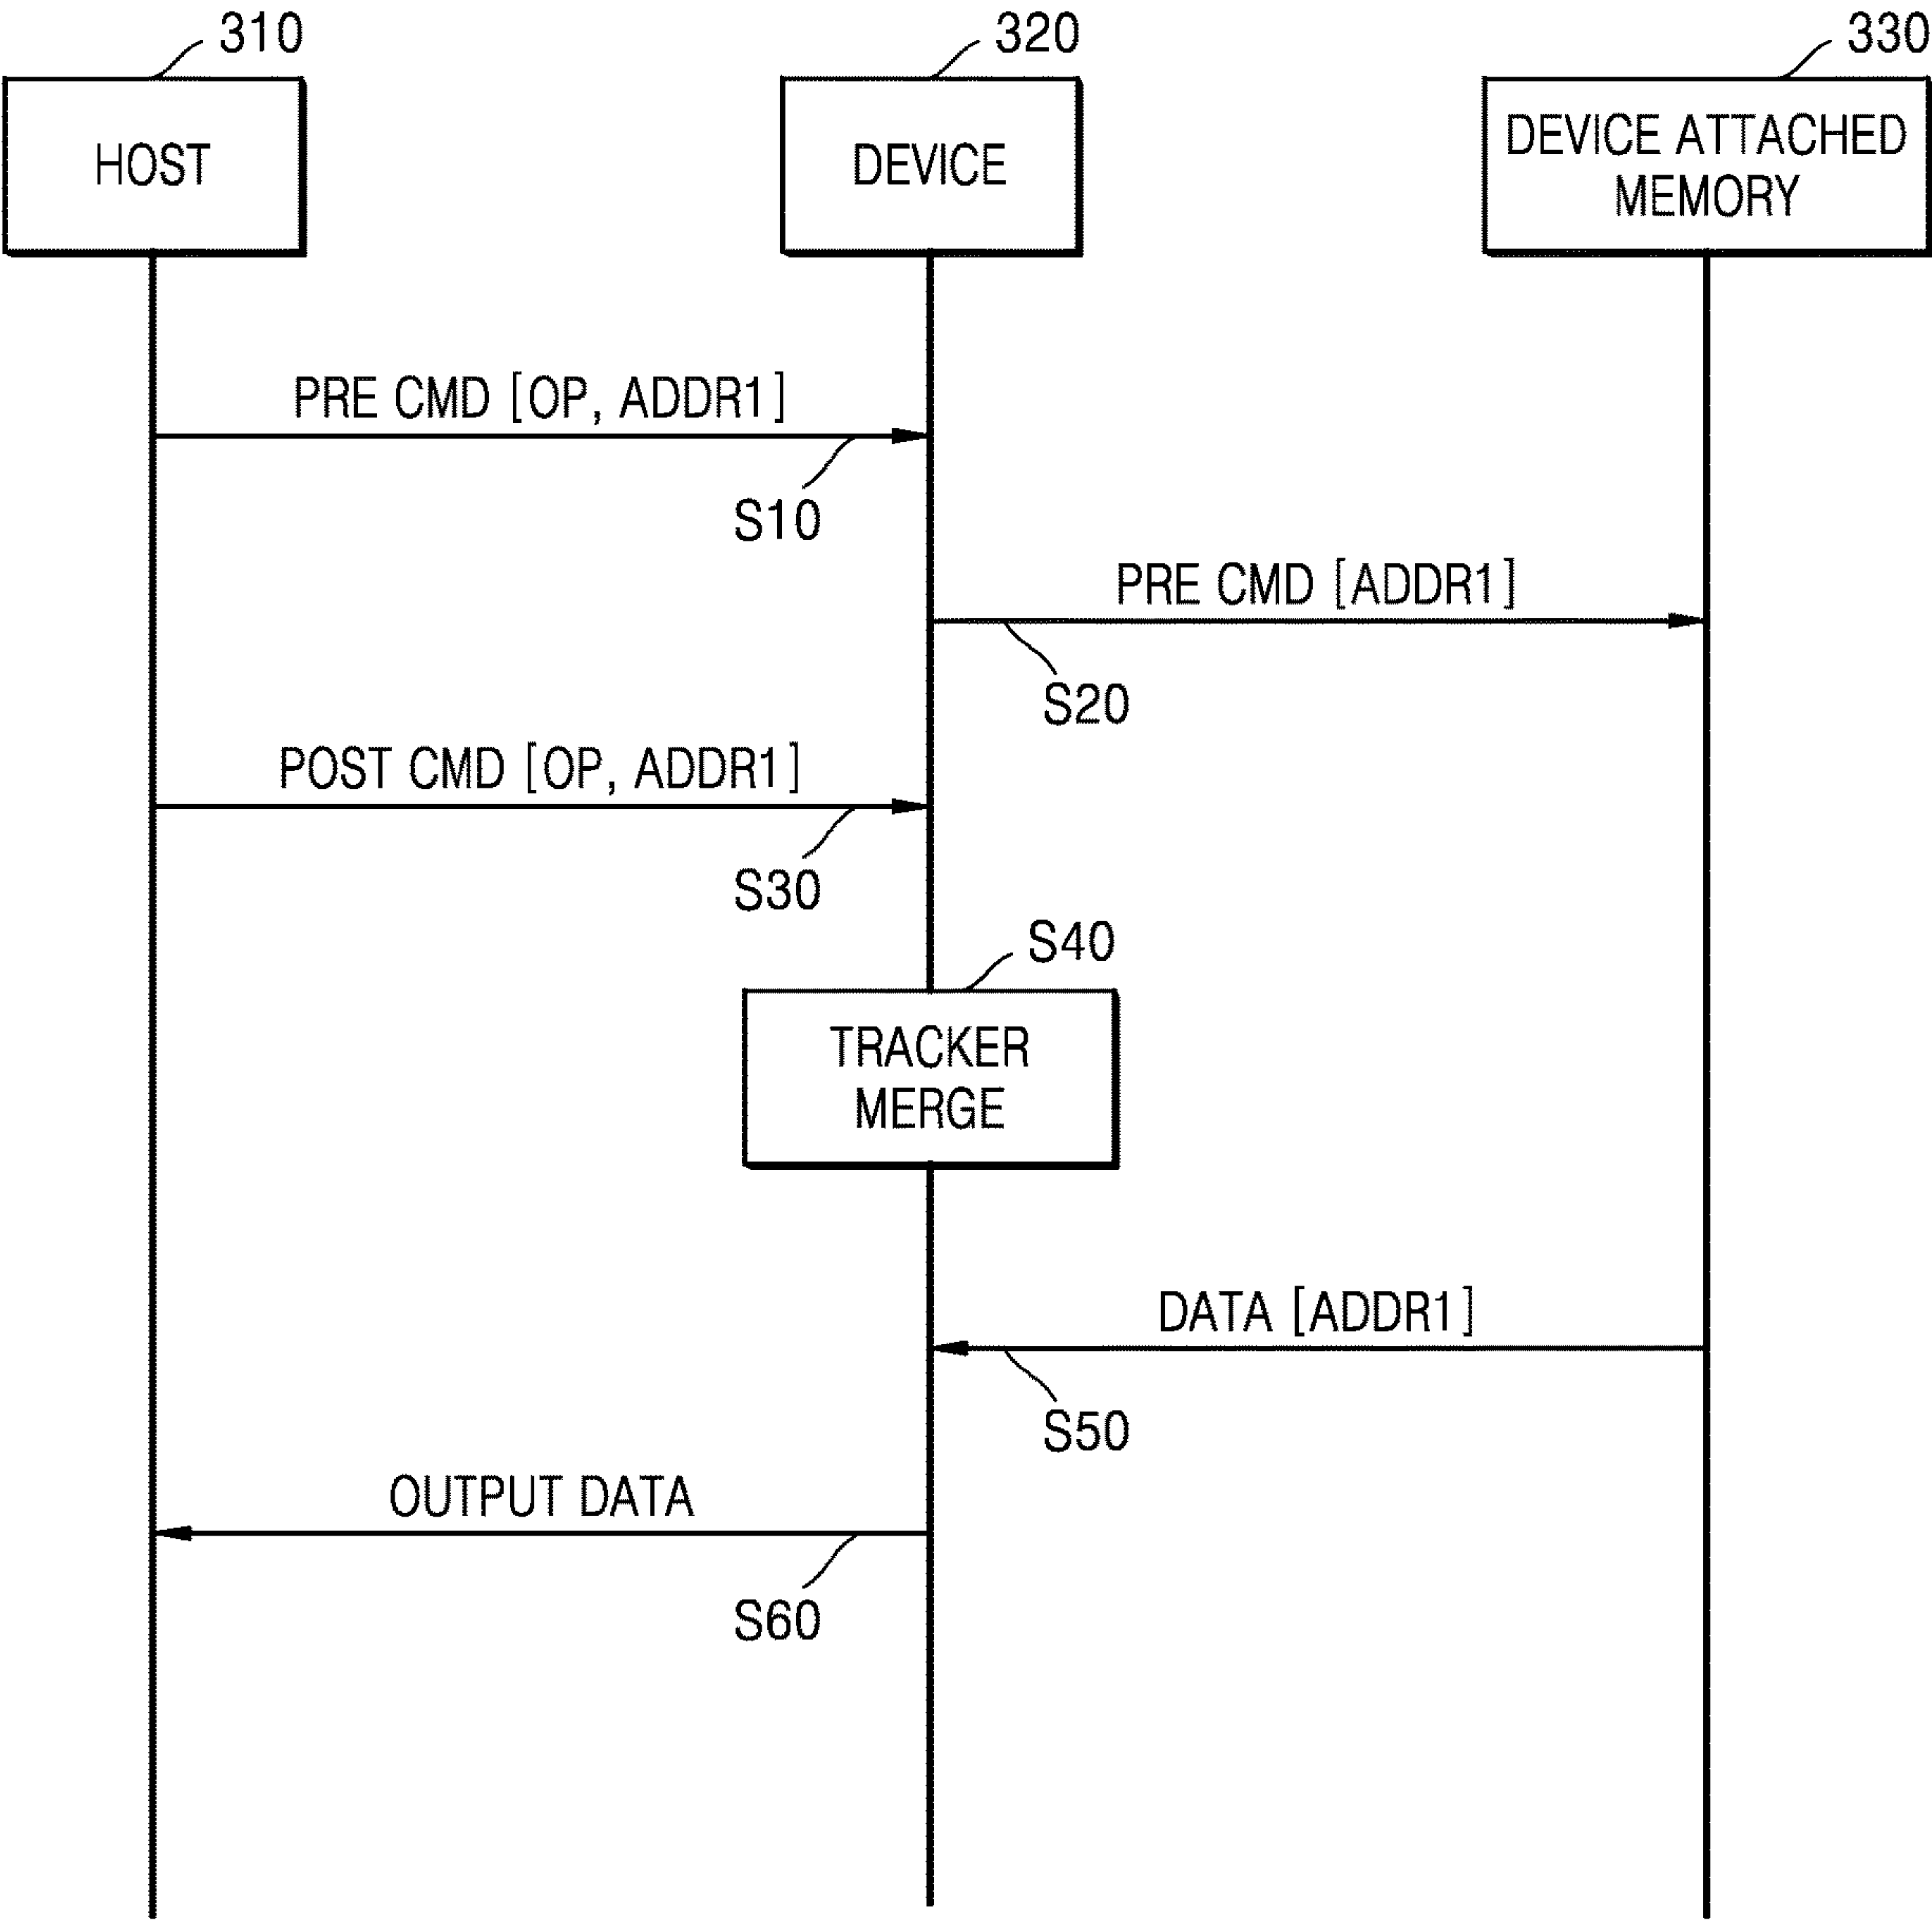 310
320
330
HOST
DEVICE
DEVICE ATTACHED
MEMORY
PRE CMD [OP, ADDR1]
S10
PRE CMD [ADDR1]
S20
POST CMD [OP, ADDR1]
S30
S40
TRACKER
MERGE
DATA [ADDR1]
S50
OUTPUT DATA
S60